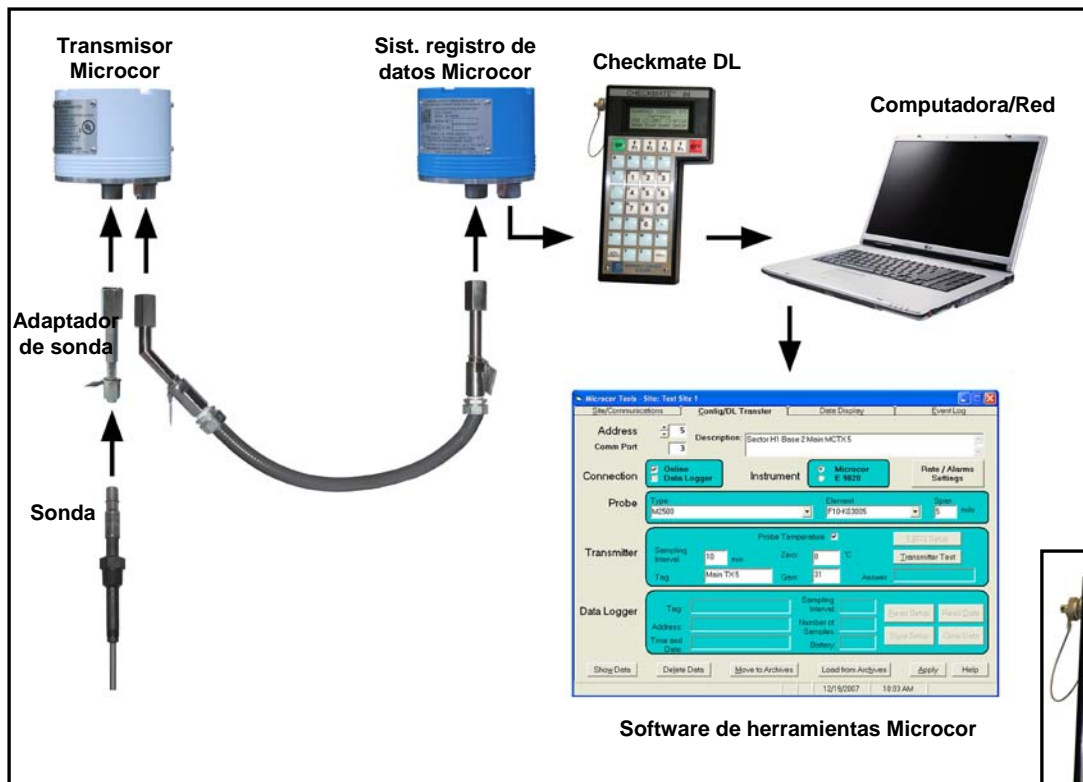 Transmisor
Microcor
Sist. registro de
datos Microcor
Checkmate DL
Computadora/Red
CHECKMATE
Adaptador
de sonda
Sonda
Microcor Tools - Site: Test Site 1
Site/Communications Config/DL Transfer Data Display Event Log
Address 5 Description: Sector H1 Base 2 Main MCTX 5
Comm Port 3
Connection Online Data Logger Instrument Microcor E 9020 Rate / Alarms Settings
Probe Type M2500 Element F10-K03005 Span 5 mils
Probe Temperature
Transmitter Sampling Interval 10 min. Zero: 0 °C Transmitter Test
Tag Main TX5 Gain: 31 Answer
Data Logger Tag: Sampling Interval:
Address: Number of Samples:
Time and Date: Battery:
Show Data Delete Data Move to Archives Load from Archives Apply Help
12/19/2007 10:03 AM
Software de herramientas Microcor